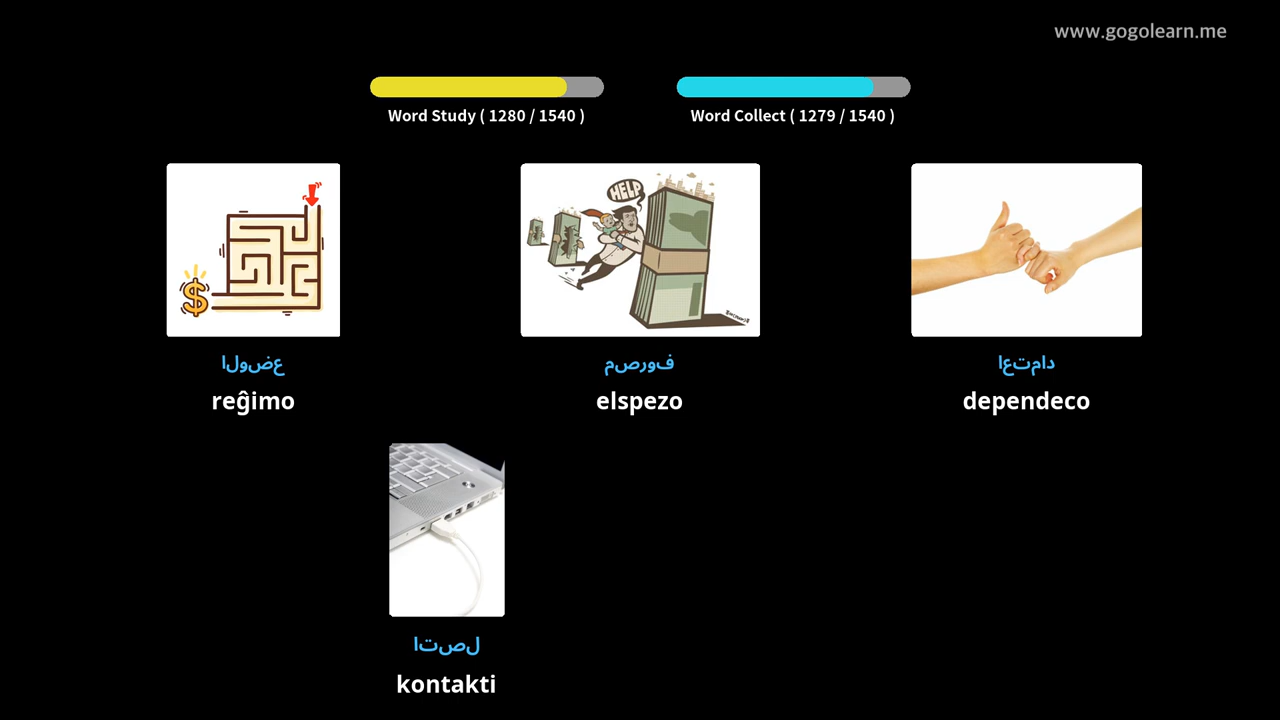 www.gogolearn.me
Word Study ( 1280 / 1540 )
Word Collect ( 1279 / 1540 )
HELP
$
الوضع
reĝimo
مصروف
elspezo
اعتماد
dependeco
اتصل
kontakti